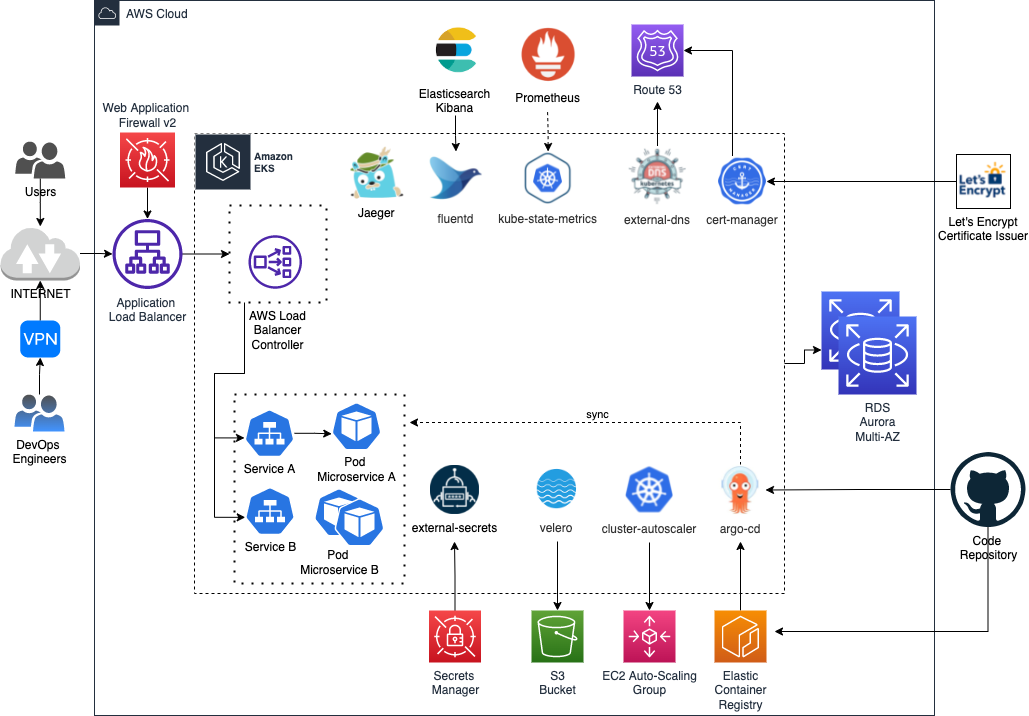 AWS Cloud
Elasticsearch
Kibana
Prometheus
53
Route 53
Web Application
Firewall v2
Users
Amazon
EKS
Jaeger
fluentd
kube-state-metrics
DNS
kubernetes
external-dns
CERT
MANAGER
cert-manager
Let's
Encrypt
Let's Encrypt
Certificate Issuer
INTERNET
Application
Load Balancer
AWS Load
Balancer
Controller
VPN
DevOps
Engineers
RDS
Aurora
Multi-AZ
sync
Service A
Pod
Microservice A
Service B
Pod
Microservice B
external-secrets
velero
cluster-autoscaler
argo-cd
Code
Repository
Secrets
Manager
S3
Bucket
EC2 Auto-Scaling
Group
Elastic
Container
Registry